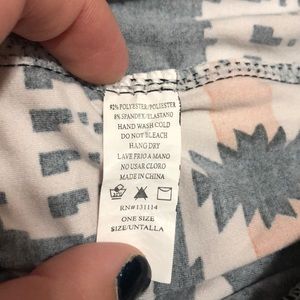 92% POLYESTER/POLIESTER
8% SPANDEX/ELASTANO
HAND WASH COLD
DO NOT BLEACH
HANG DRY
LAVE FRIO A MANO
NO USAR CLORO
MADE IN CHINA
RN#131114
ONE SIZE
SIZE/UNTALLA